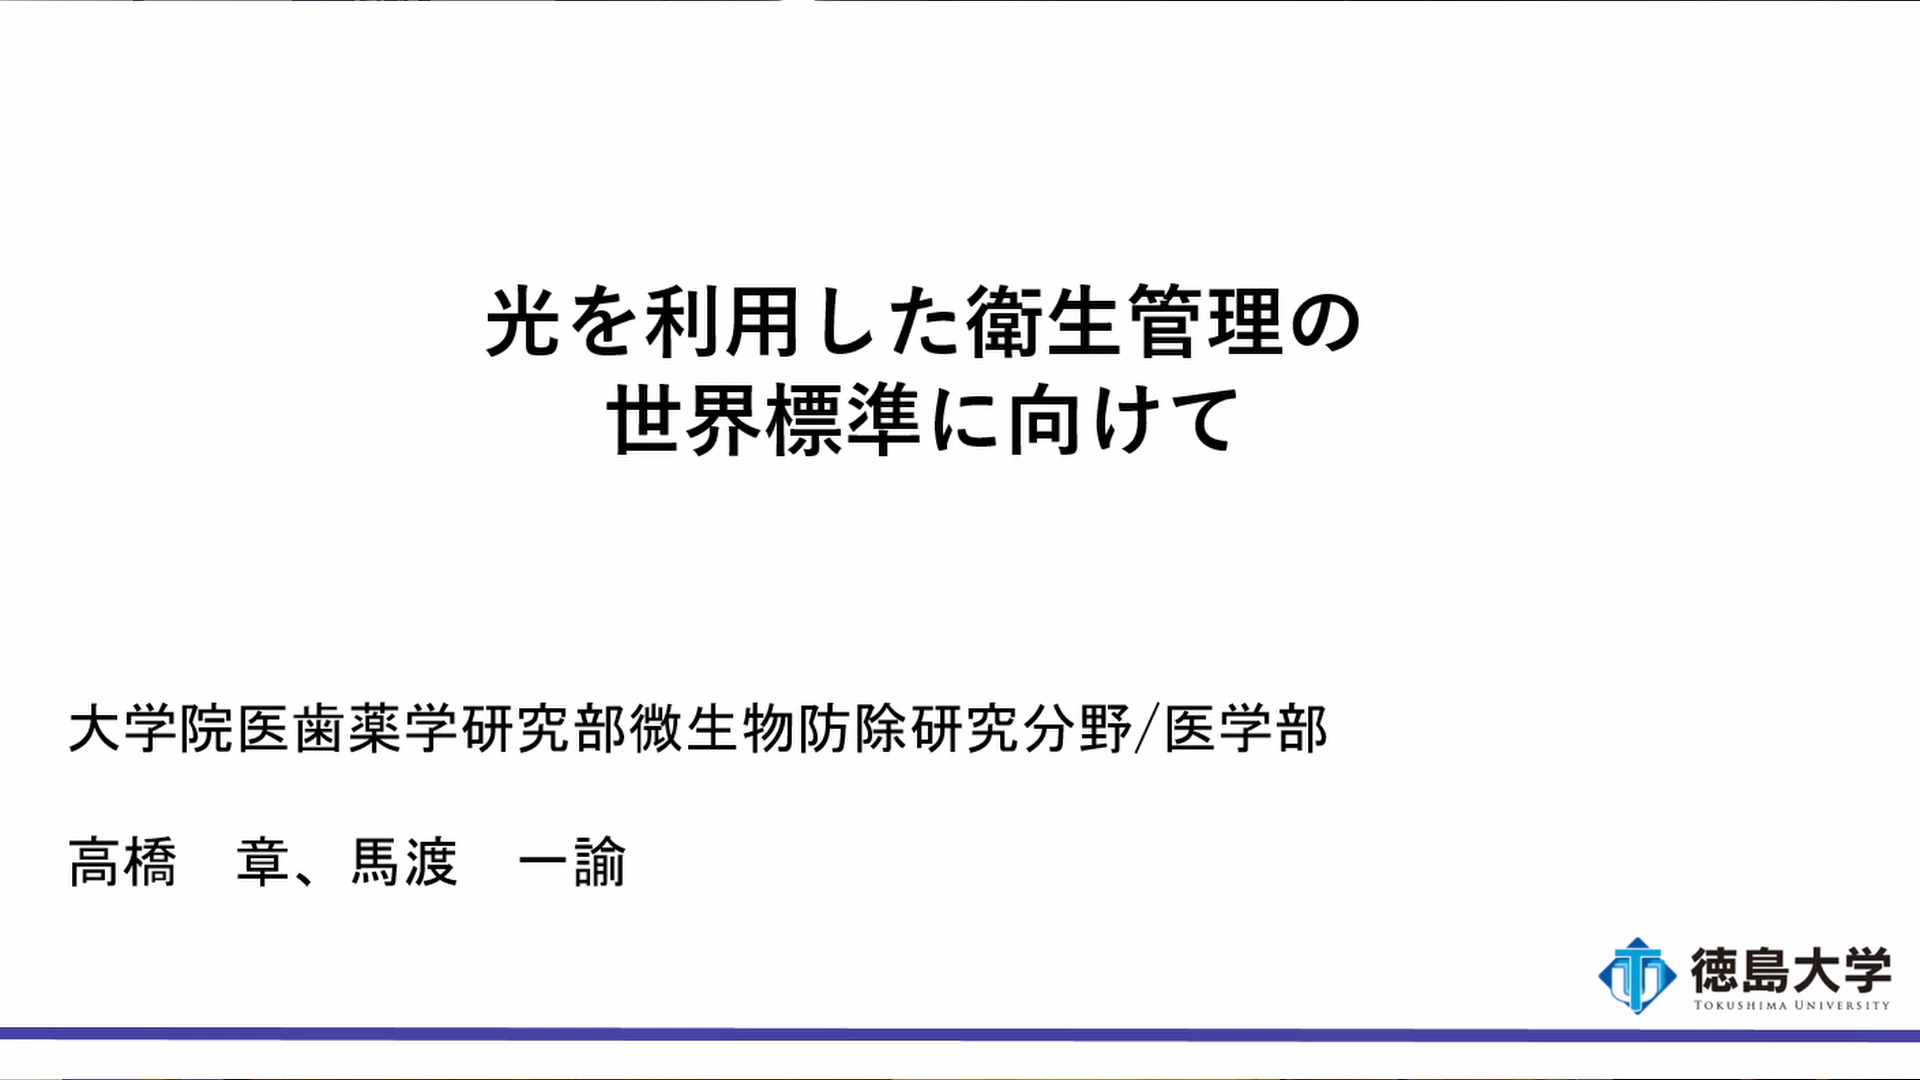 光を利用した衛生管理の
世界標準に向けて
大学院医歯薬学研究部微生物防除研究分野/医学部
高橋　章、馬渡　一諭
徳島大学
TOKUSHIMA UNIVERSITY